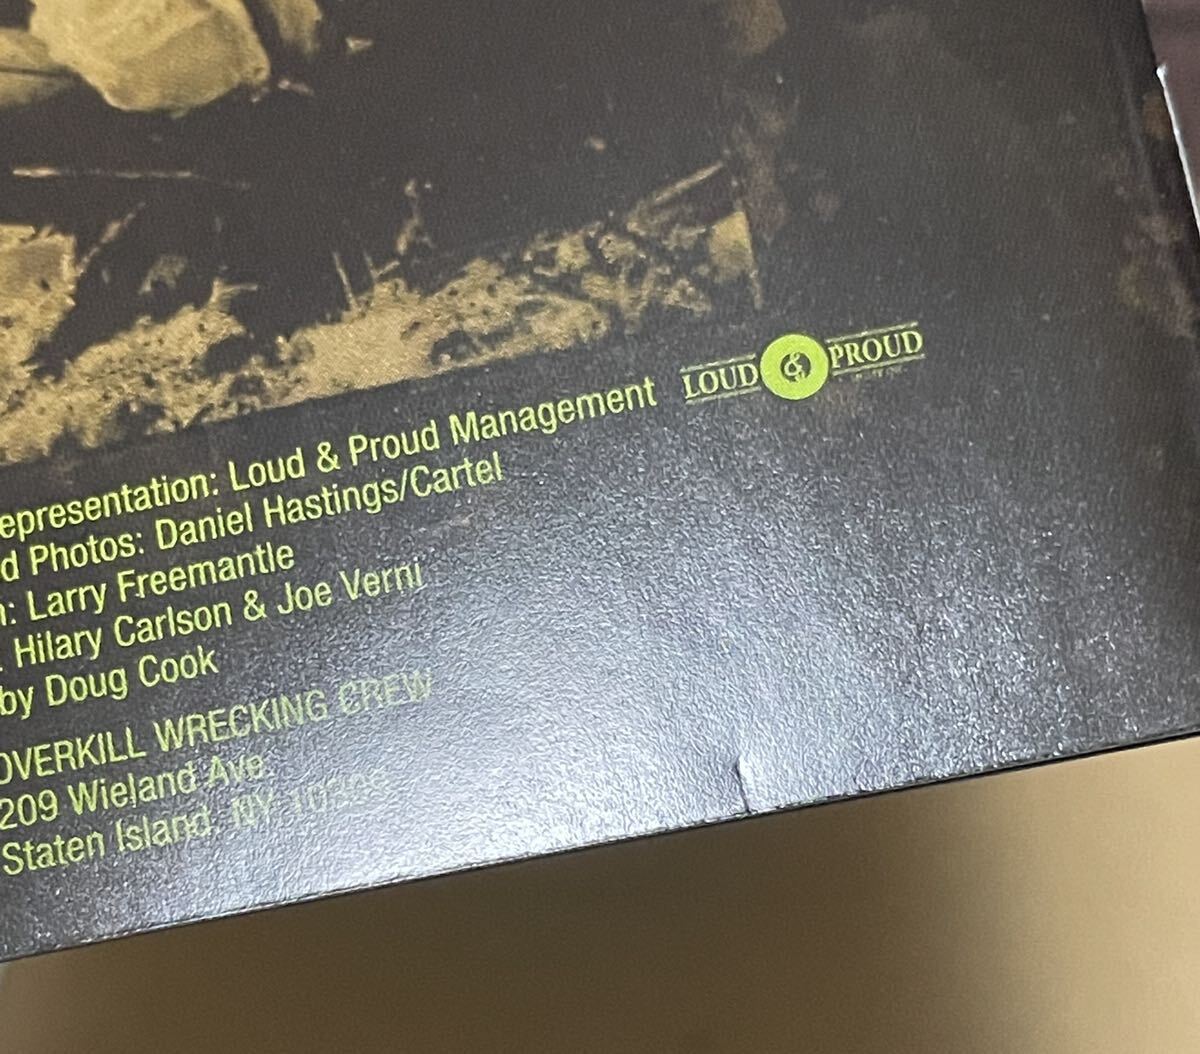 LOUD & PROUD
epresentation: Loud & Proud Management
d Photos: Daniel Hastings/Cartel
n: Larry Freemantle
. Hilary Carlson & Joe Verni
by Doug Cook
OVERKILL WRECKING CREW
209 Wieland Ave.
Staten Island, NY